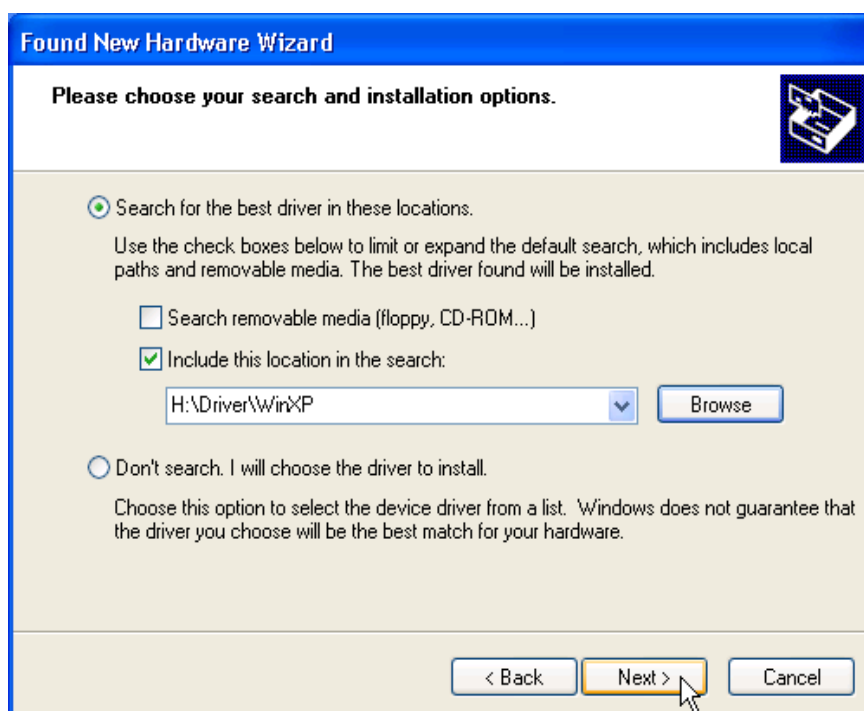 Found New Hardware Wizard
Please choose your search and installation options.
Search for the best driver in these locations.
Use the check boxes below to limit or expand the default search, which includes local
paths and removable media. The best driver found will be installed.
Search removable media (floppy, CD-ROM...)
Include this location in the search:
H:\Driver\WinXP
Browse
Don't search. I will choose the driver to install.
Choose this option to select the device driver from a list. Windows does not guarantee that
the driver you choose will be the best match for your hardware.
< Back
Next >
Cancel